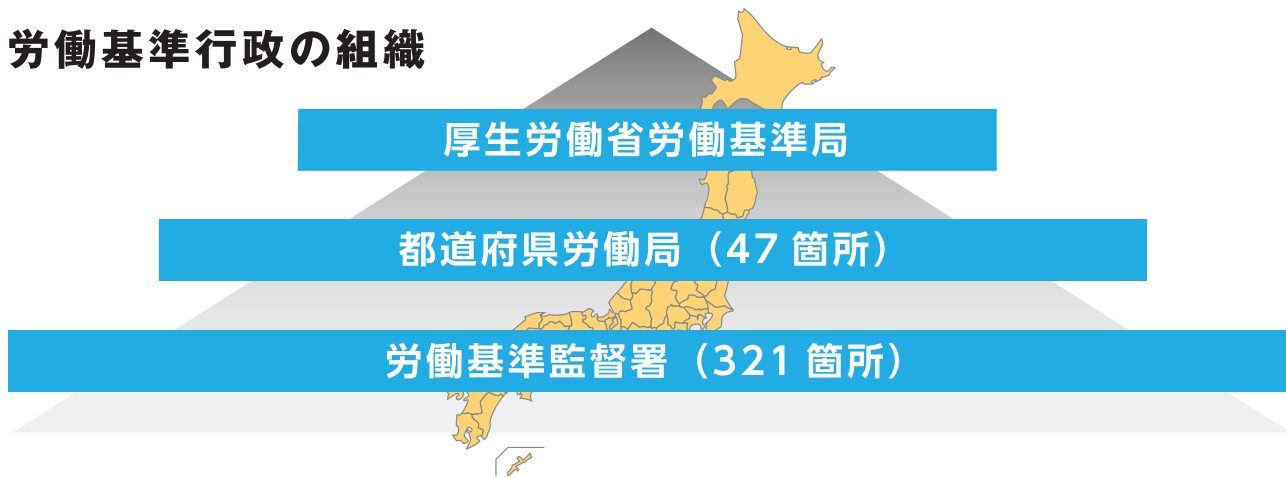 労働基準行政の組織
厚生労働省労働基準局
都道府県労働局（47 箇所）
労働基準監督署（321 箇所）